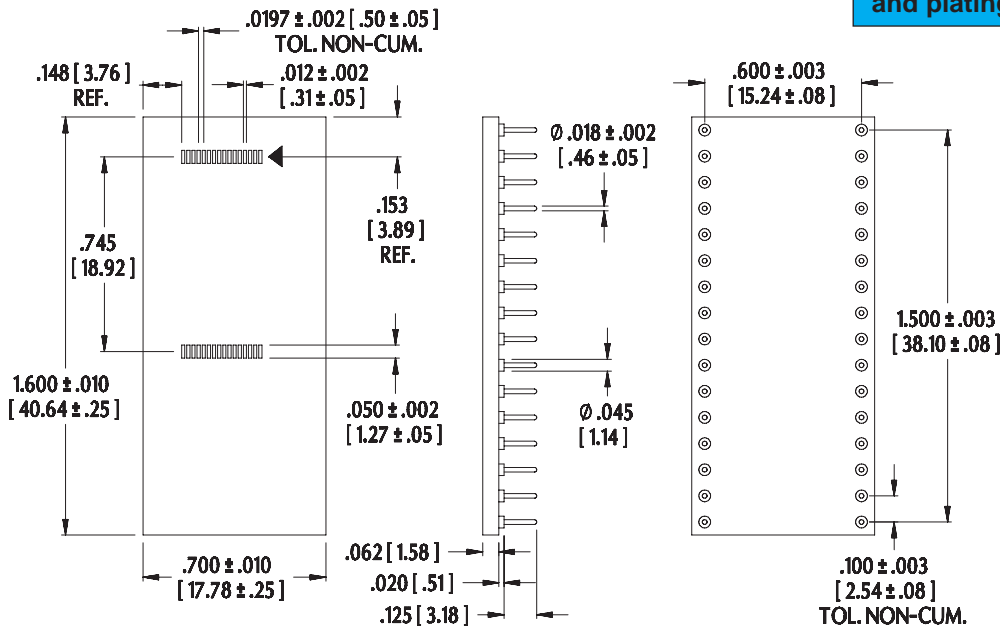 and plating
.0197 ±.002 [ .50 ±.05 ]
TOL. NON-CUM.
.148 [ 3.76 ]
REF.
.012 ±.002
[ .31 ±.05 ]
.600 ±.003
[ 15.24 ±.08 ]
Ø .018 ±.002
[ .46 ±.05 ]
.153
[ 3.89 ]
REF.
.745
[ 18.92 ]
1.500 ±.003
[ 38.10 ±.08 ]
1.600 ±.010
[ 40.64 ±.25 ]
.050 ±.002
[ 1.27 ±.05 ]
Ø .045
[ 1.14 ]
.062 [ 1.58 ]
.700 ±.010
[ 17.78 ±.25 ]
.020 [ .51 ]
.125 [ 3.18 ]
.100 ±.003
[ 2.54 ±.08 ]
TOL. NON-CUM.